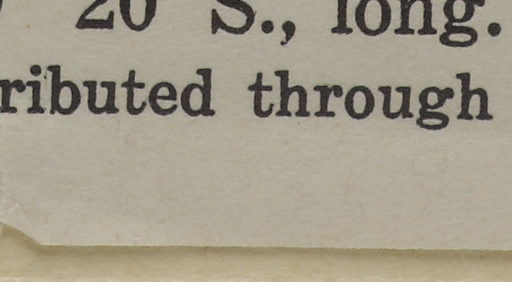 20 S., long.
ributed through